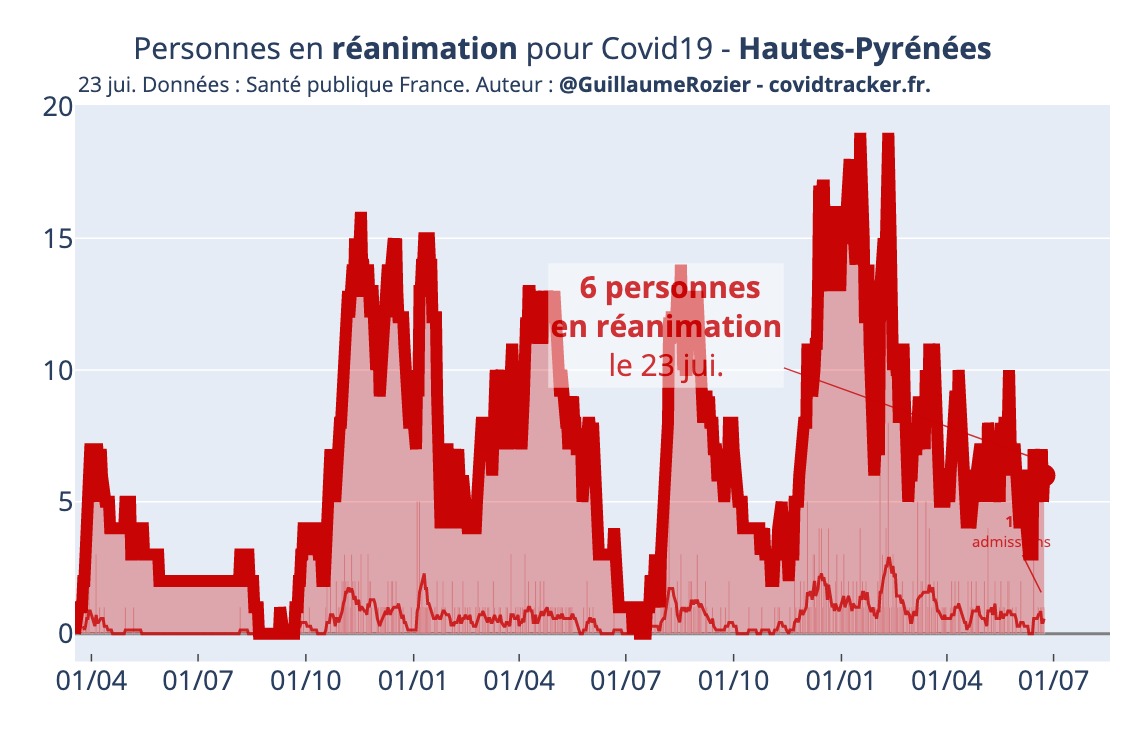 Personnes en réanimation pour Covid19 - Hautes-Pyrénées
23 jui. Données : Santé publique France. Auteur : @GuillaumeRozier - covidtracker.fr.
20
15
10
5
0
6 personnes
en réanimation
le 23 jui.
1
admissions
01/04 01/07 01/10 01/01 01/04 01/07 01/10 01/01 01/04 01/07